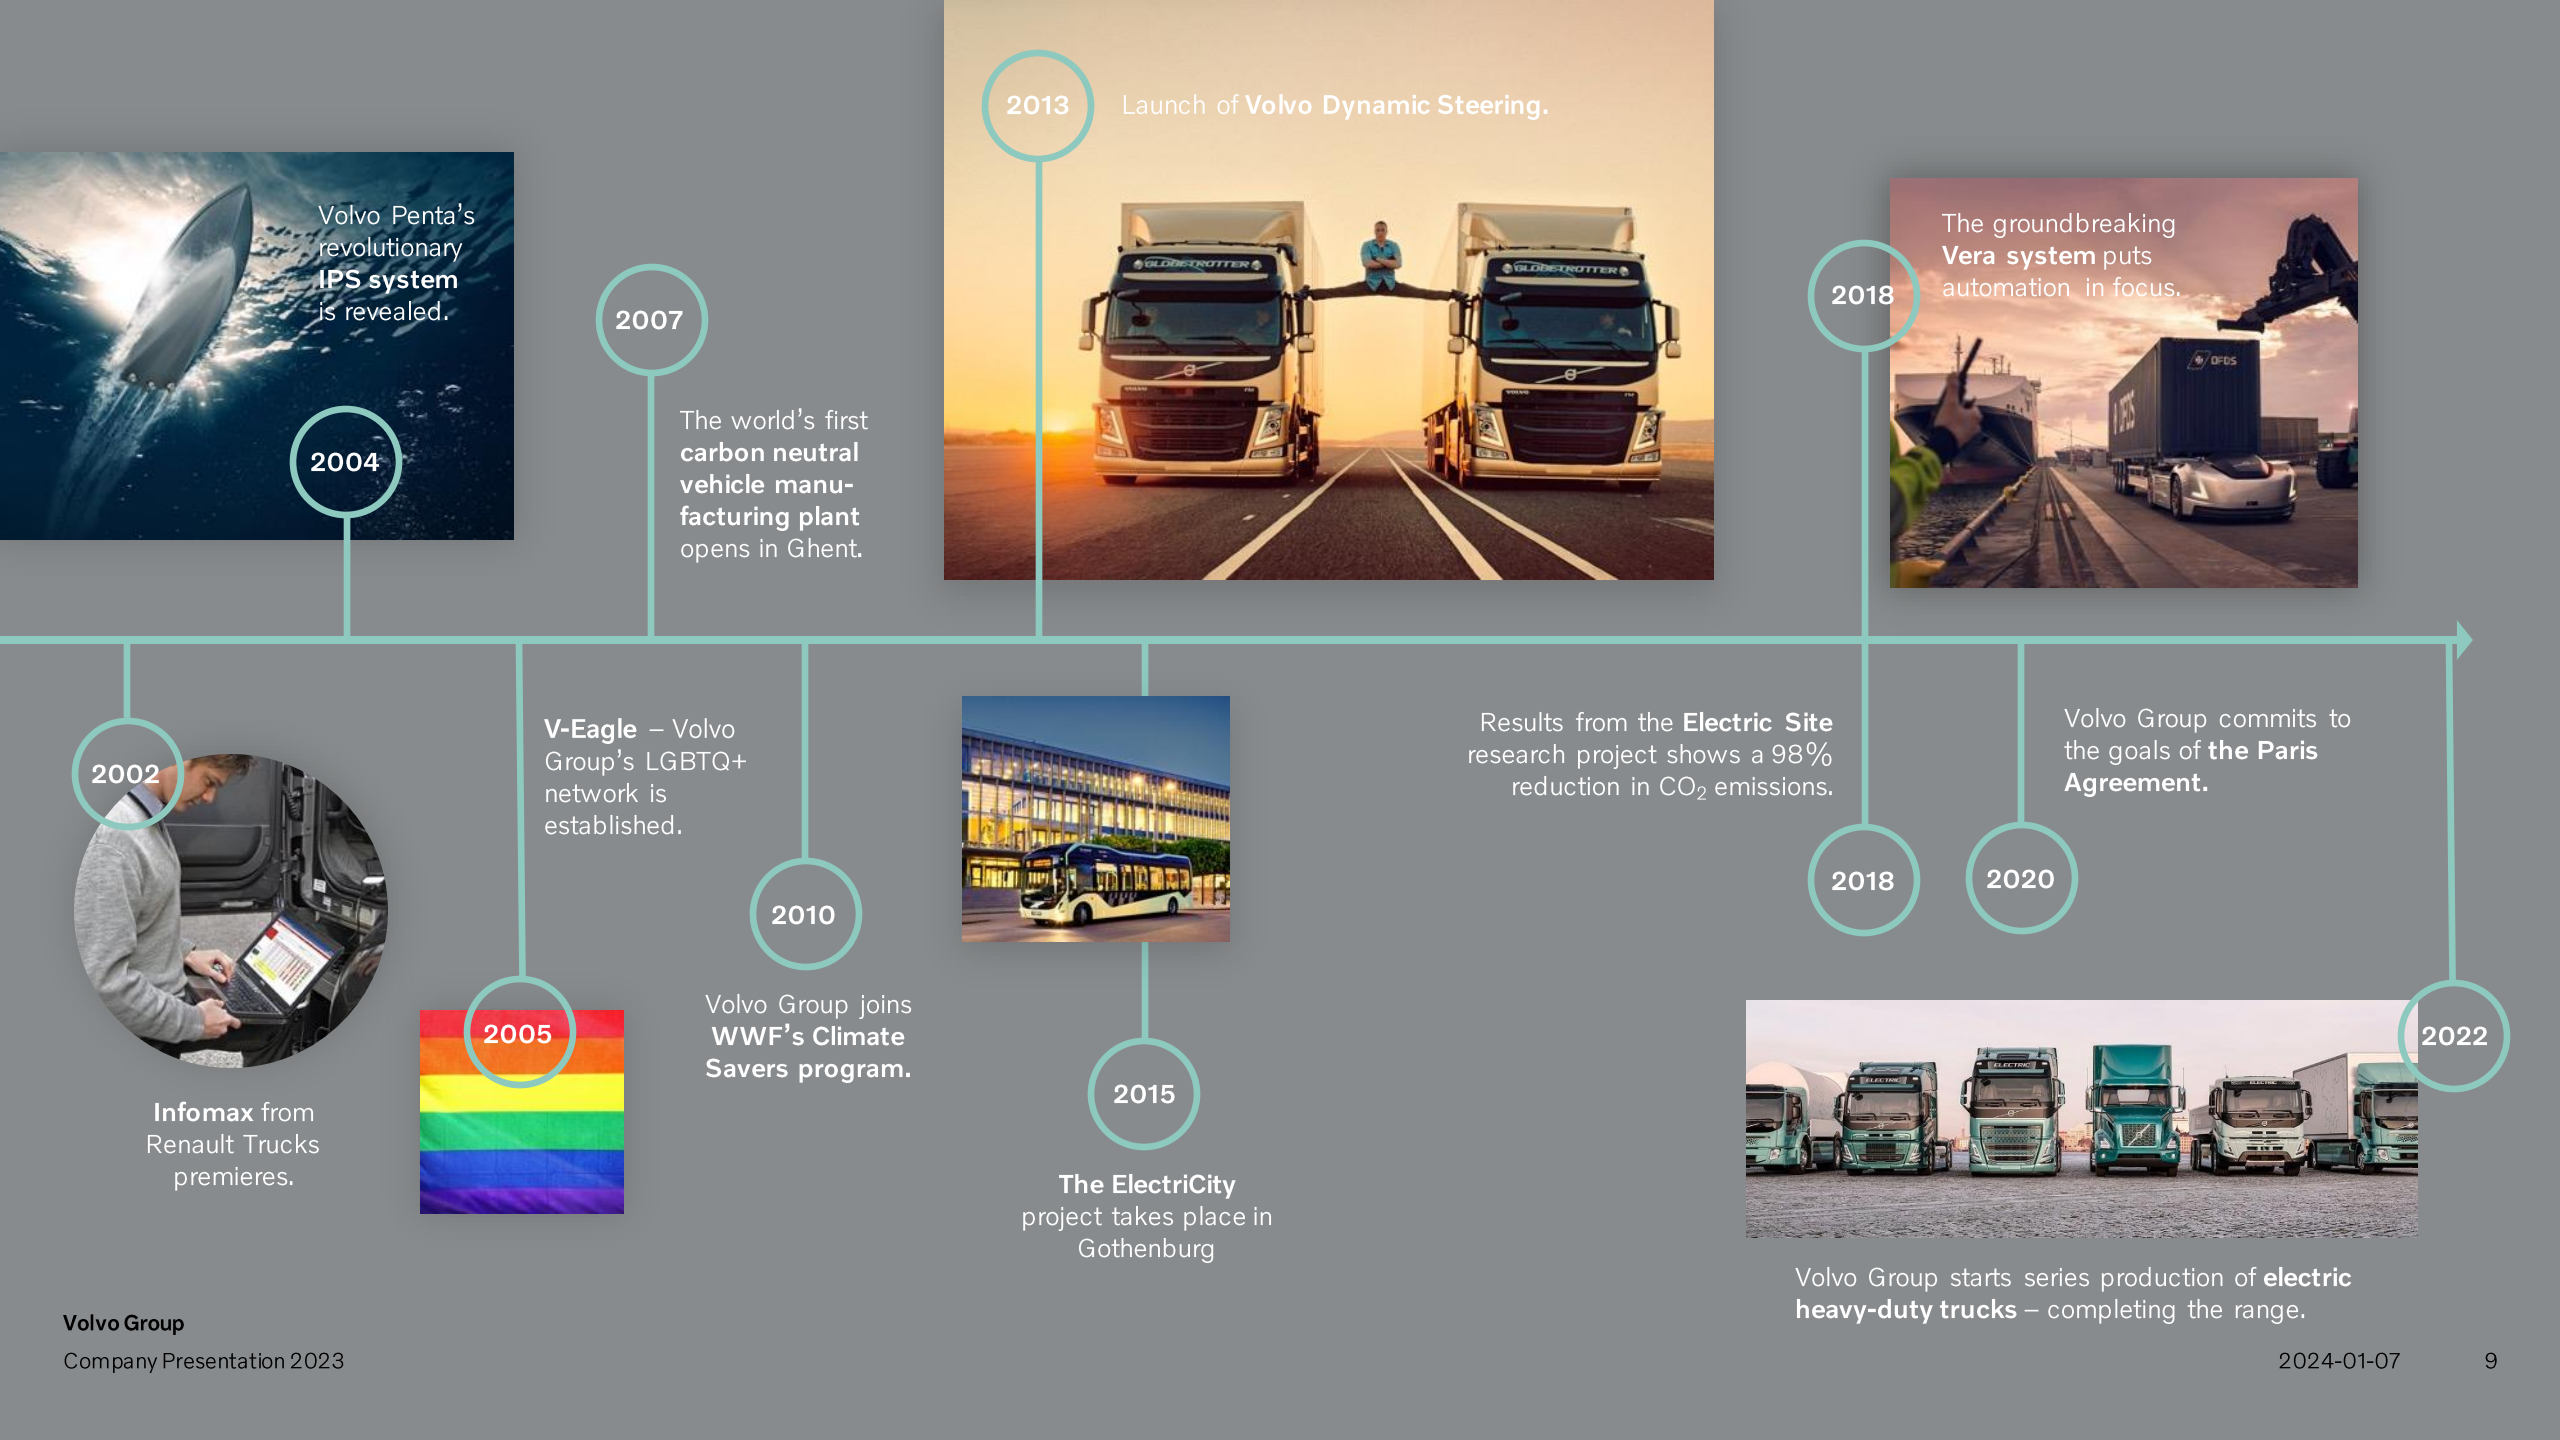 2013
Launch of Volvo Dynamic Steering.
Volvo Penta's
revolutionary
IPS system
is revealed.
2004
2007
The world's first
carbon neutral
vehicle manu-
facturing plant
opens in Ghent.
GLOBETROTTER
GLOBETROTTER
VOLVO
VOLVO
2018
The groundbreaking
Vera system puts
automation in focus.
DFDS
DFDS
2002
Infomax from
Renault Trucks
premieres.
V-Eagle – Volvo
Group's LGBTQ+
network is
established.
2005
2010
Volvo Group joins
WWF's Climate
Savers program.
2015
The ElectriCity
project takes place in
Gothenburg
Results from the Electric Site
research project shows a 98%
reduction in CO₂ emissions.
2018
2020
Volvo Group commits to
the goals of the Paris
Agreement.
2022
ELECTRIC
ELECTRIC
ELECTRIC
Volvo Group starts series production of electric
heavy-duty trucks – completing the range.
Volvo Group
Company Presentation 2023
2024-01-07
9